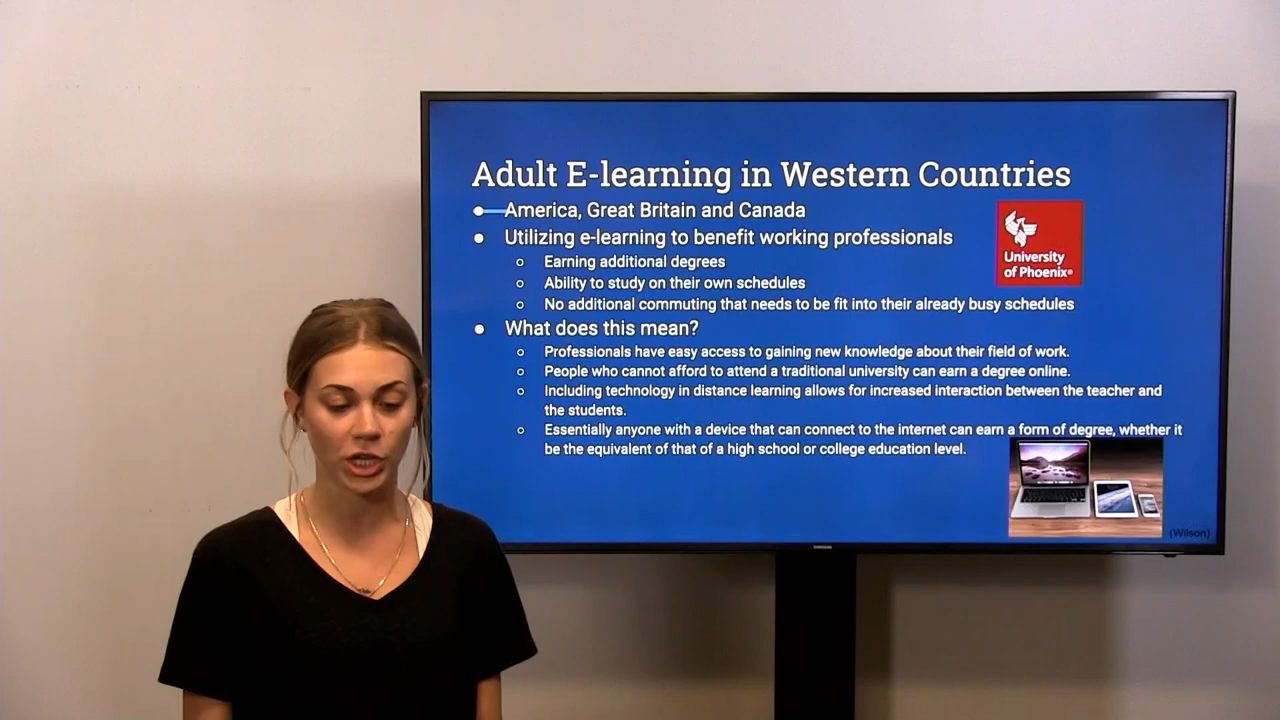 Adult E-learning in Western Countries
America, Great Britain and Canada
Utilizing e-learning to benefit working professionals
Earning additional degrees
Ability to study on their own schedules
No additional commuting that needs to be fit into their already busy schedules
What does this mean?
Professionals have easy access to gaining new knowledge about their field of work.
People who cannot afford to attend a traditional university can earn a degree online.
Including technology in distance learning allows for increased interaction between the teacher and
the students.
Essentially anyone with a device that can connect to the internet can earn a form of degree, whether it
be the equivalent of that of a high school or college education level.
University
of Phoenix®
(Wilson)
SAMSUNG